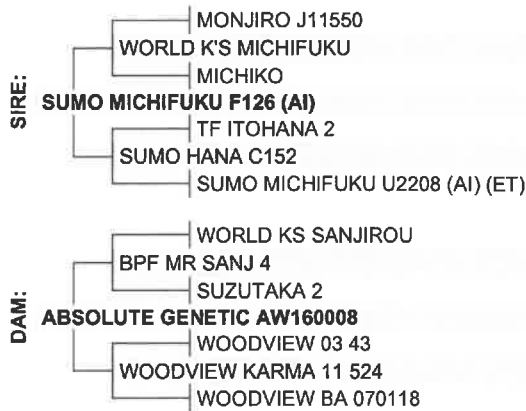 MONJIRO J11550
WORLD K'S MICHIFUKU
MICHIKO
SIRE:
SUMO MICHIFUKU F126 (AI)
TF ITOHANA 2
SUMO HANA C152
SUMO MICHIFUKU U2208 (AI) (ET)
WORLD KS SANJIROU
BPF MR SANJ 4
SUZUTAKA 2
DAM:
ABSOLUTE GENETIC AW160008
WOODVIEW 03 43
WOODVIEW KARMA 11 524
WOODVIEW BA 070118